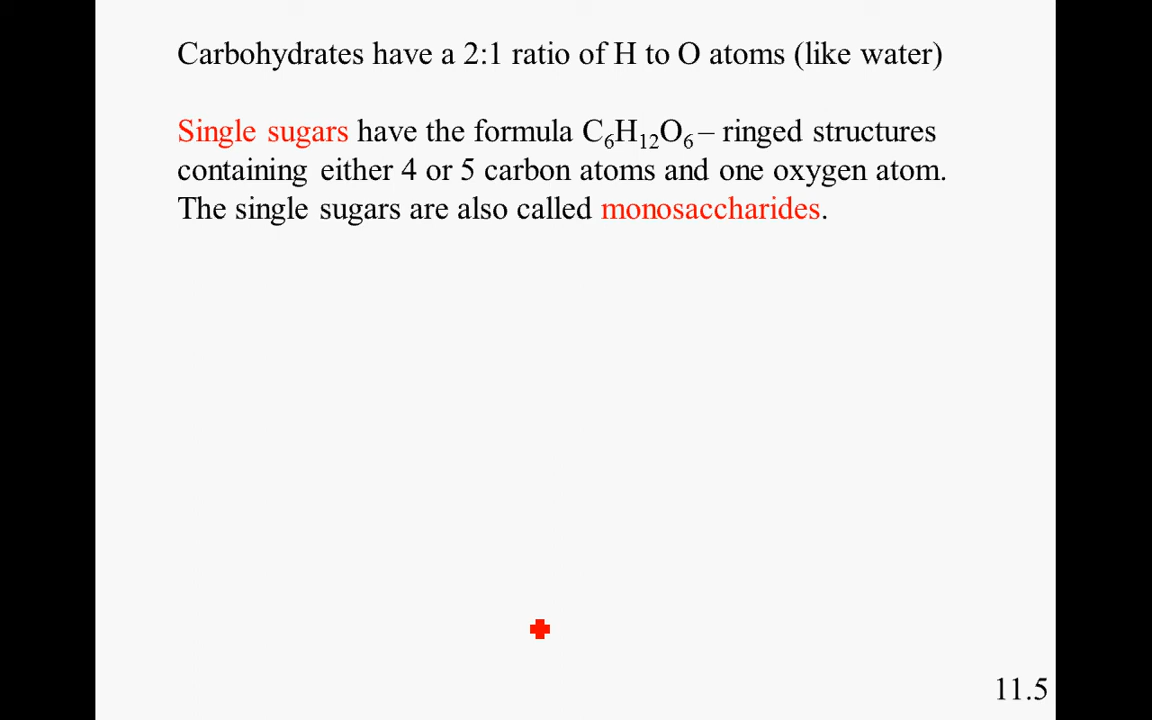 Carbohydrates have a 2:1 ratio of H to O atoms (like water)
Single sugars have the formula C₆H₁₂O₆ – ringed structures
containing either 4 or 5 carbon atoms and one oxygen atom.
The single sugars are also called monosaccharides.
11.5